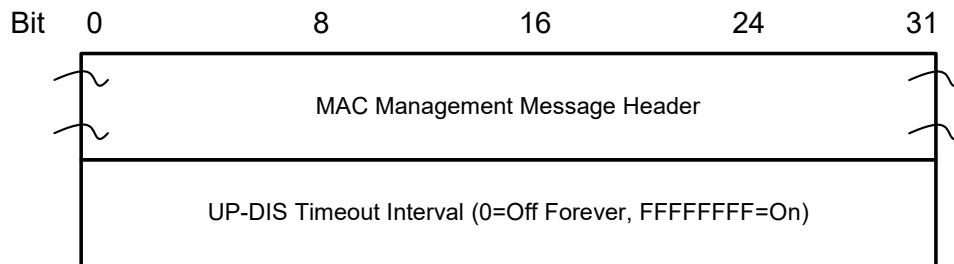 Bit 0 8 16 24 31
MAC Management Message Header
UP-DIS Timeout Interval (0=Off Forever, FFFFFFFF=On)